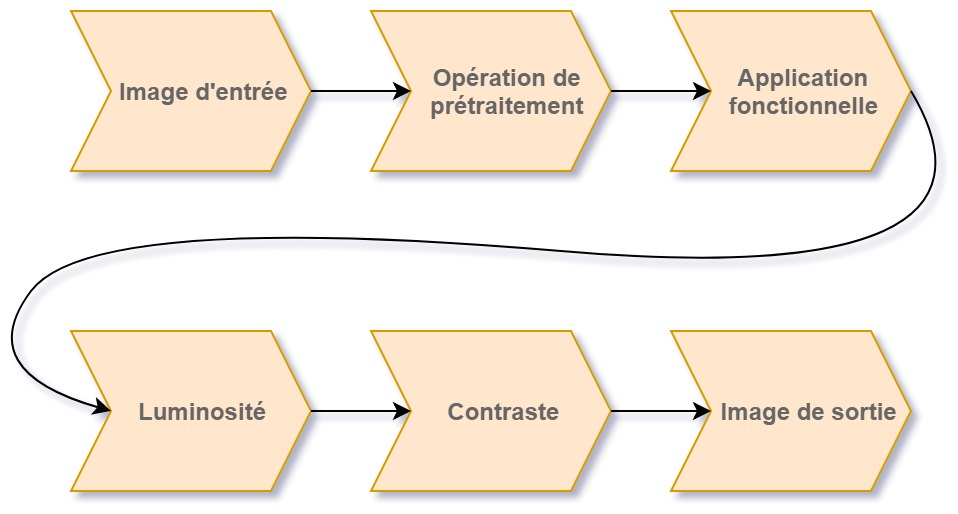 Image d'entrée
Opération de
prétraitement
Application
fonctionnelle
Luminosité
Contraste
Image de sortie